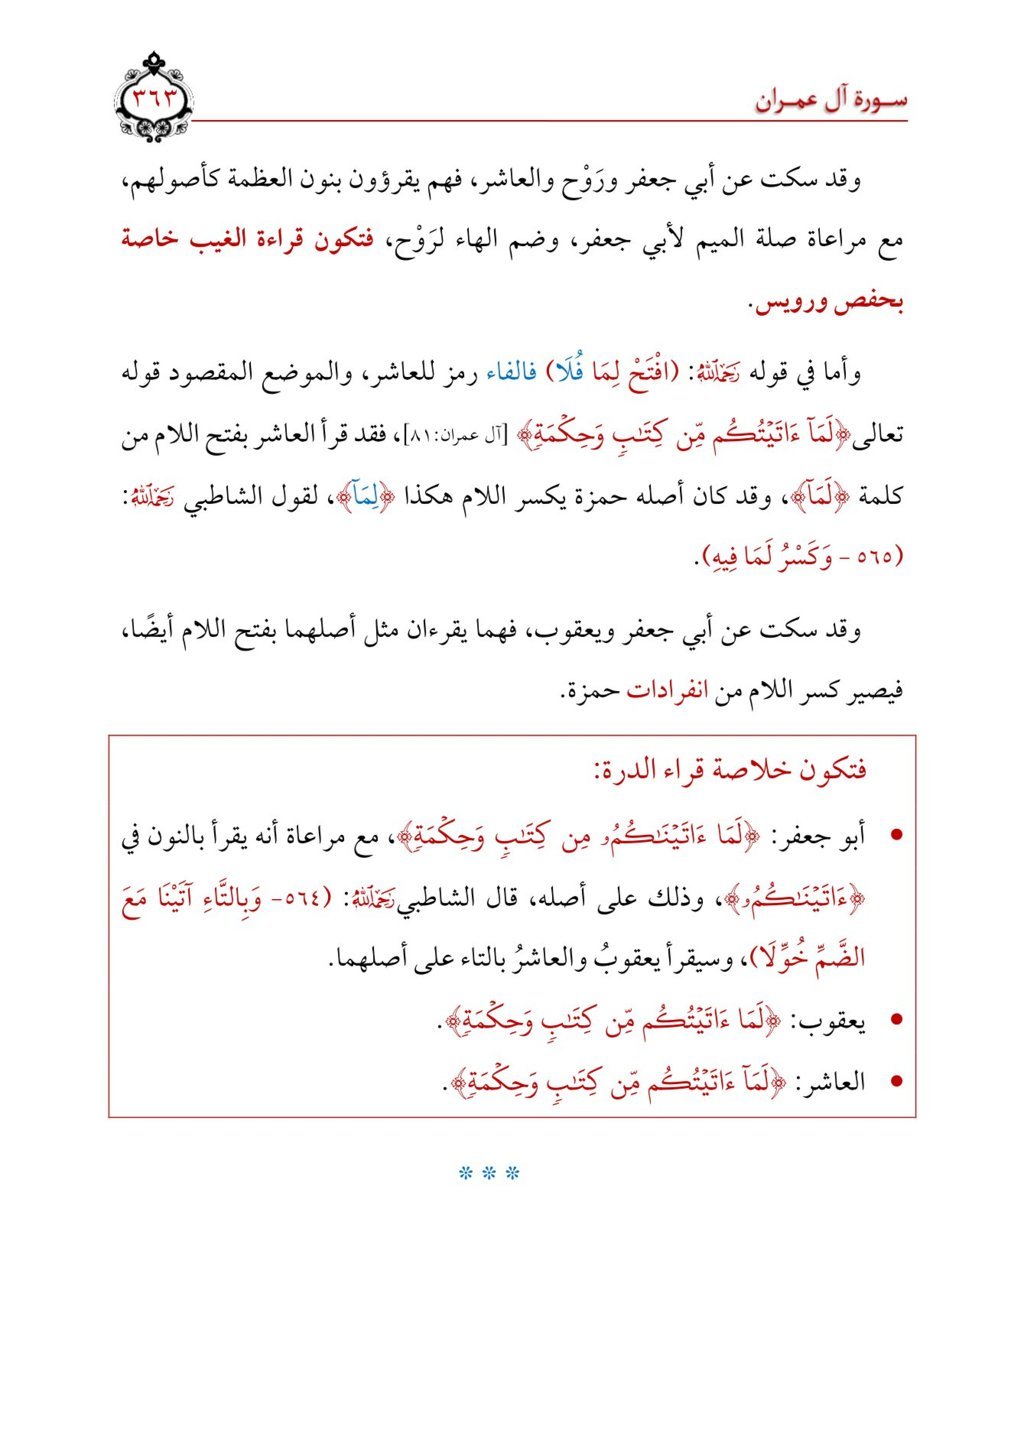 سورة آل عمران
٣٦٣
وقد سكت عن أبي جعفر ورَوْح والعاشر، فهم يقرؤون بنون العظمة كأصولهم،
مع مراعاة صلة الميم لأبي جعفر، وضم الهاء لرَوْح، فتكون قراءة الغيب خاصة
بحفص ورويس.
وأما في قوله رَحِمَهُ ٱللَّهُ: (افْتَحْ لِمَا فُلَا) فالفاء رمز للعاشر، والموضع المقصود قوله
تعالى ﴿لَمَآ ءَاتَيْتُكُم مِّن كِتَٰبٍ وَحِكْمَةٍ﴾ [آل عمران:٨١]، فقد قرأ العاشر بفتح اللام من
كلمة ﴿لَمَآ﴾، وقد كان أصله حمزة يكسر اللام هكذا ﴿لِمَآ﴾، لقول الشاطبي رَحِمَهُ ٱللَّهُ:
(٥٦٥ - وَكَسْرُ لَمَا فِيهِ).
وقد سكت عن أبي جعفر ويعقوب، فهما يقرءان مثل أصلهما بفتح اللام أيضًا،
فيصير كسر اللام من انفرادات حمزة.
فتكون خلاصة قراء الدرة:
• أبو جعفر: ﴿لَمَا ءَاتَيْنَٰكُمُۥ مِن كِتَٰبٍ وَحِكْمَةٍ﴾، مع مراعاة أنه يقرأ بالنون في
﴿ءَاتَيْنَٰكُمُۥ﴾، وذلك على أصله، قال الشاطبي رَحِمَهُ ٱللَّهُ: (٥٦٤- وَبِالتَّاءِ آتَيْنَا مَعَ
الضَّمِّ خُوِّلَا)، وسيقرأ يعقوبُ والعاشرُ بالتاء على أصلهما.
• يعقوب: ﴿لَمَا ءَاتَيْتُكُم مِّن كِتَٰبٍ وَحِكْمَةٍ﴾.
• العاشر: ﴿لَمَآ ءَاتَيْتُكُم مِّن كِتَٰبٍ وَحِكْمَةٍ﴾.
* * *